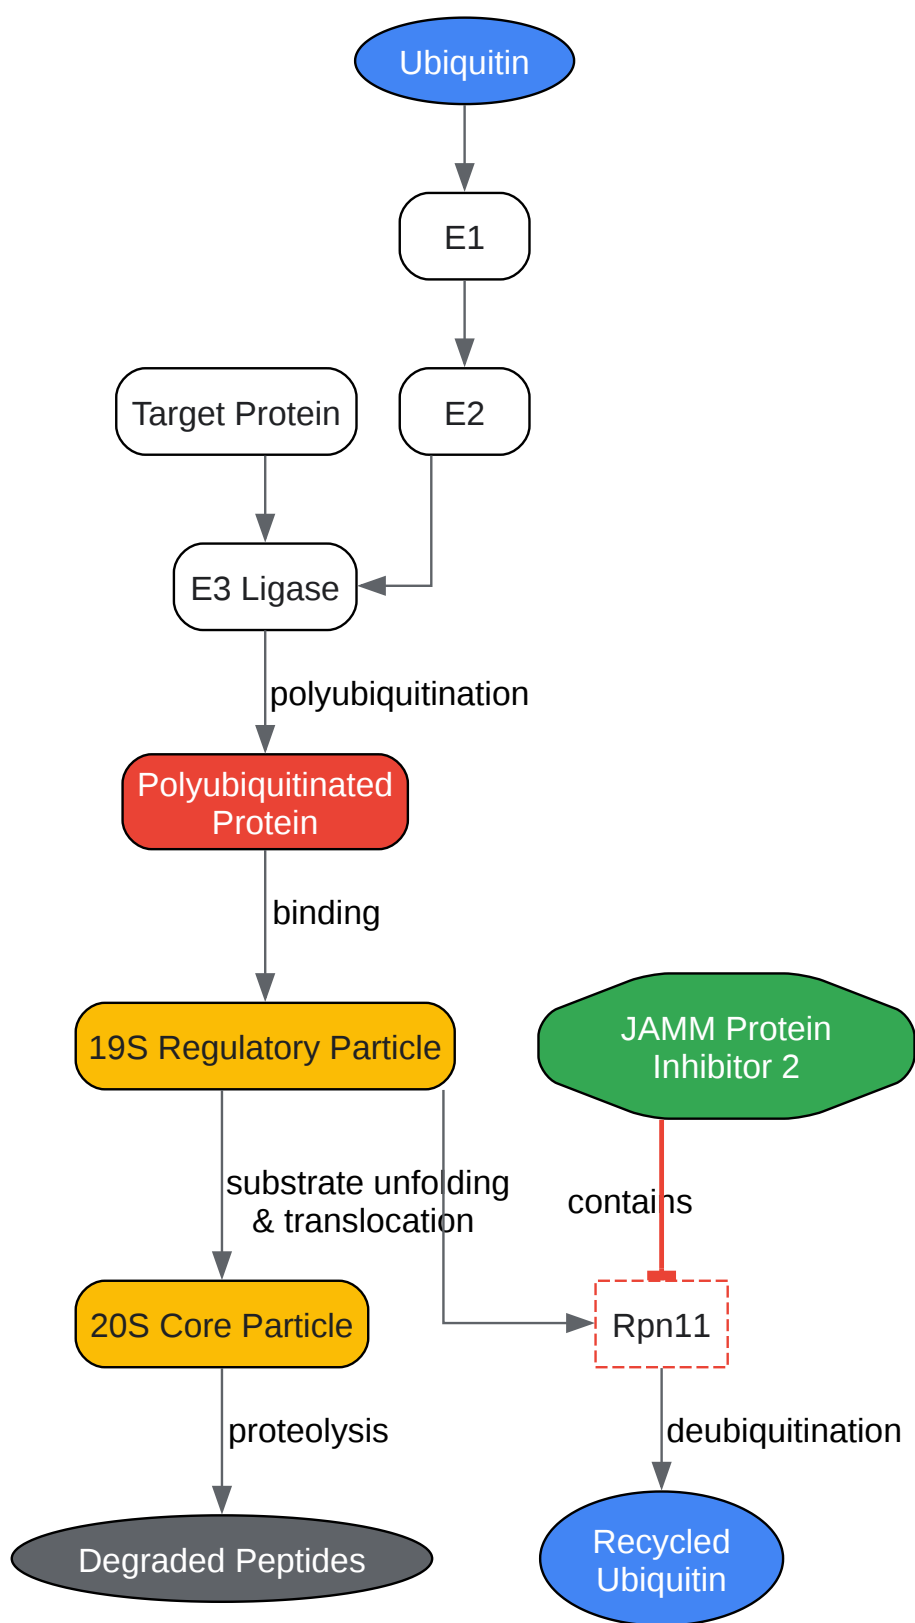 Ubiquitin
E1
Target Protein
E2
E3 Ligase
polyubiquitination
Polyubiquitinated
Protein
binding
19S Regulatory Particle
JAMM Protein
Inhibitor 2
substrate unfolding
& translocation
contains
20S Core Particle
Rpn11
proteolysis
deubiquitination
Degraded Peptides
Recycled
Ubiquitin